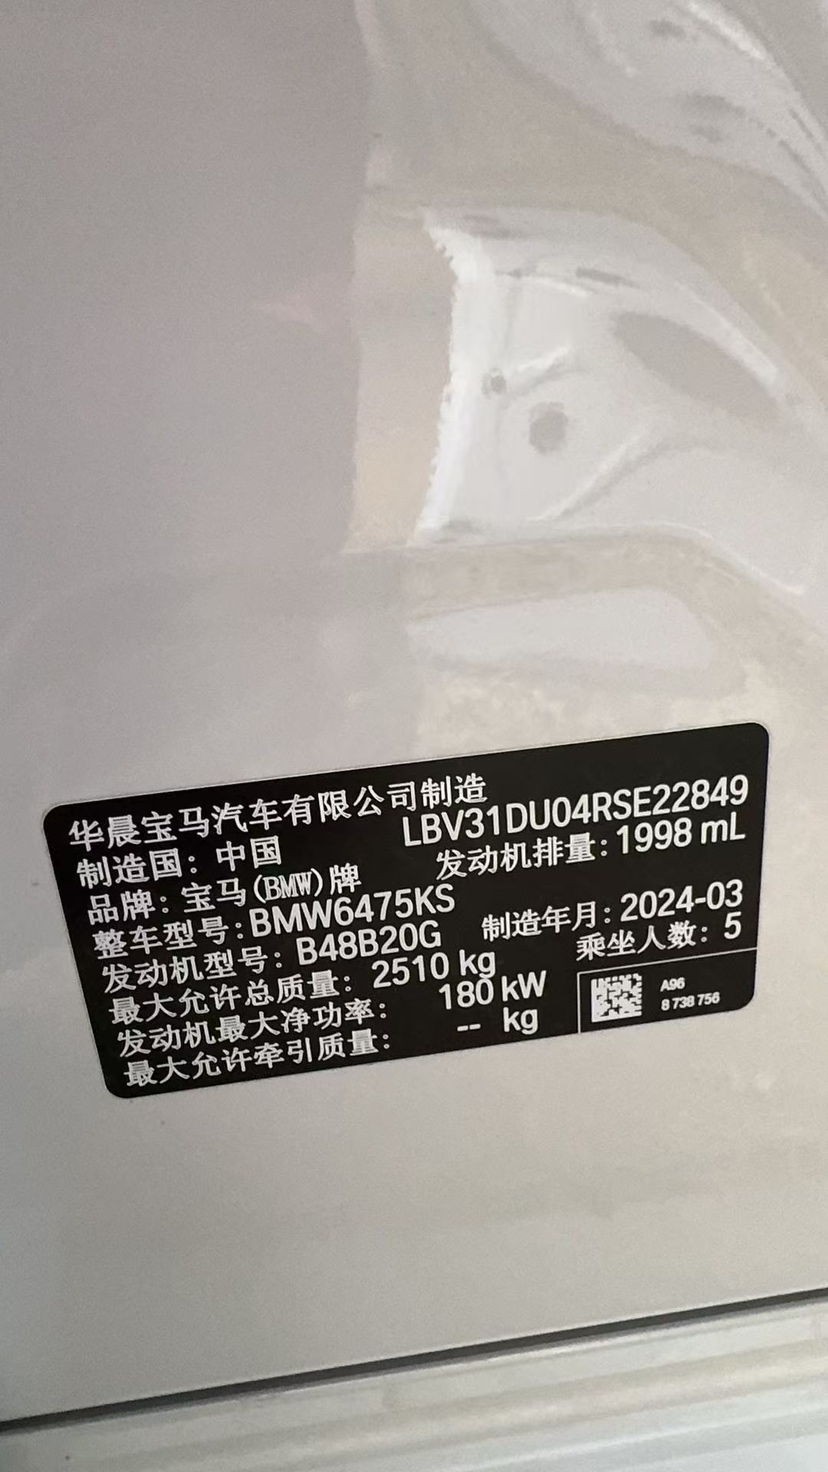 华晨宝马汽车有限公司制造
制造国：中国 LBV31DU04RSE22849
品牌：宝马(BMW)牌 发动机排量：1998 mL
整车型号：BMW6475KS
发动机型号：B48B20G 制造年月：2024-03
最大允许总质量：2510 kg 乘坐人数：5
发动机最大净功率：180 kW
最大允许牵引质量：-- kg
A96
8 738 756